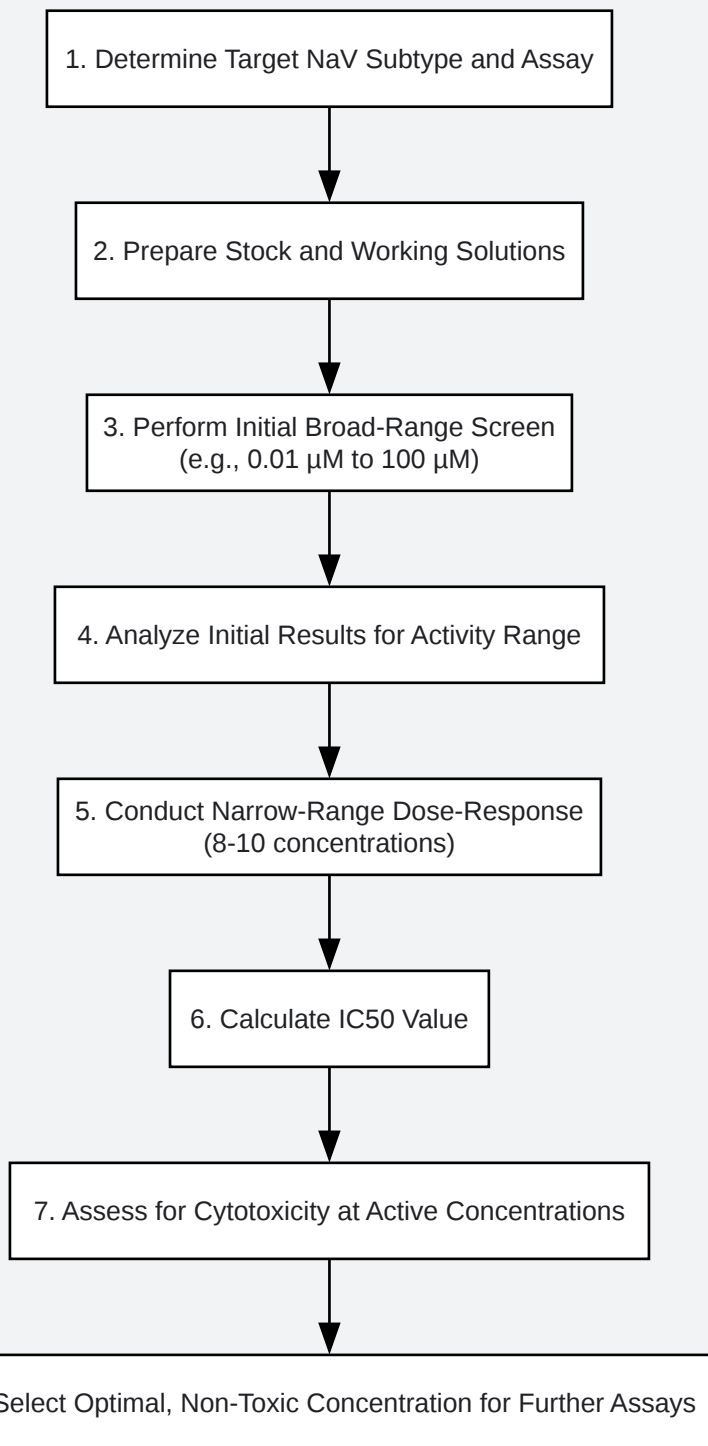 1. Determine Target NaV Subtype and Assay
2. Prepare Stock and Working Solutions
3. Perform Initial Broad-Range Screen
(e.g., 0.01 µM to 100 µM)
4. Analyze Initial Results for Activity Range
5. Conduct Narrow-Range Dose-Response
(8-10 concentrations)
6. Calculate IC50 Value
7. Assess for Cytotoxicity at Active Concentrations
Select Optimal, Non-Toxic Concentration for Further Assays